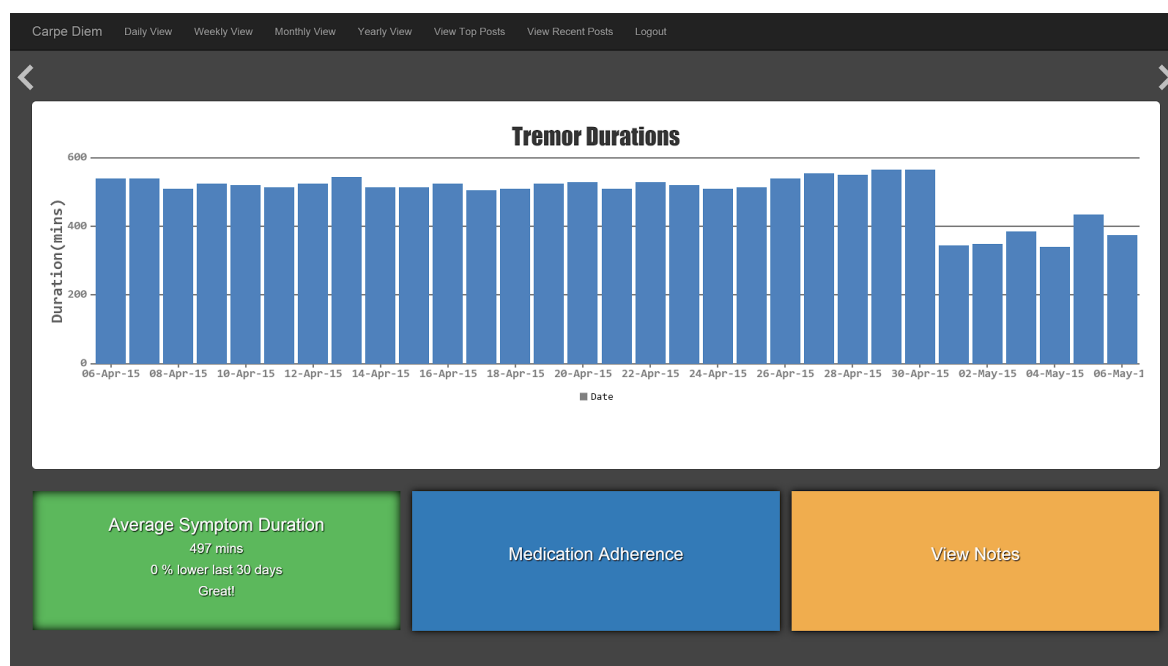 Carpe Diem Daily View Weekly View Monthly View Yearly View View Top Posts View Recent Posts Logout
Tremor Durations
600
400
200
0
Duration(mins)
06-Apr-15 08-Apr-15 10-Apr-15 12-Apr-15 14-Apr-15 16-Apr-15 18-Apr-15 20-Apr-15 22-Apr-15 24-Apr-15 26-Apr-15 28-Apr-15 30-Apr-15 02-May-15 04-May-15 06-May-1
Date
Average Symptom Duration
497 mins
0 % lower last 30 days
Great!
Medication Adherence
View Notes